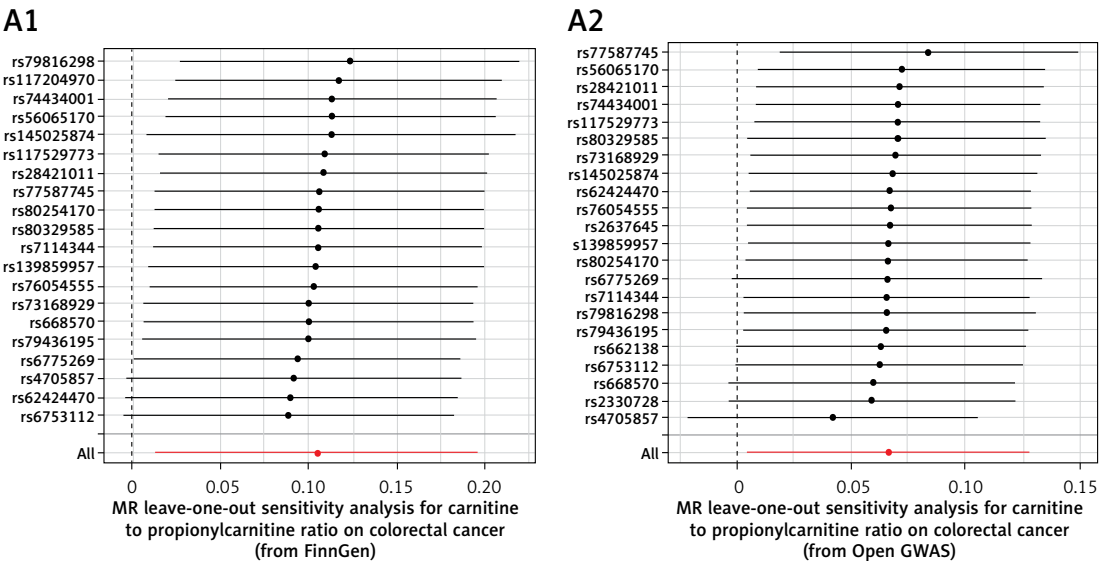 A1
rs79816298
rs117204970
rs74434001
rs56065170
rs145025874
rs117529773
rs28421011
rs77587745
rs80254170
rs80329585
rs7114344
rs139859957
rs76054555
rs73168929
rs668570
rs79436195
rs6775269
rs4705857
rs62424470
rs6753112
All
0 0.05 0.10 0.15 0.20
MR leave-one-out sensitivity analysis for carnitine
to propionylcarnitine ratio on colorectal cancer
(from FinnGen)
A2
rs77587745
rs56065170
rs28421011
rs74434001
rs117529773
rs80329585
rs73168929
rs145025874
rs62424470
rs76054555
rs2637645
s139859957
rs80254170
rs6775269
rs7114344
rs79816298
rs79436195
rs662138
rs6753112
rs668570
rs2330728
rs4705857
All
0 0.05 0.10 0.15
MR leave-one-out sensitivity analysis for carnitine
to propionylcarnitine ratio on colorectal cancer
(from Open GWAS)